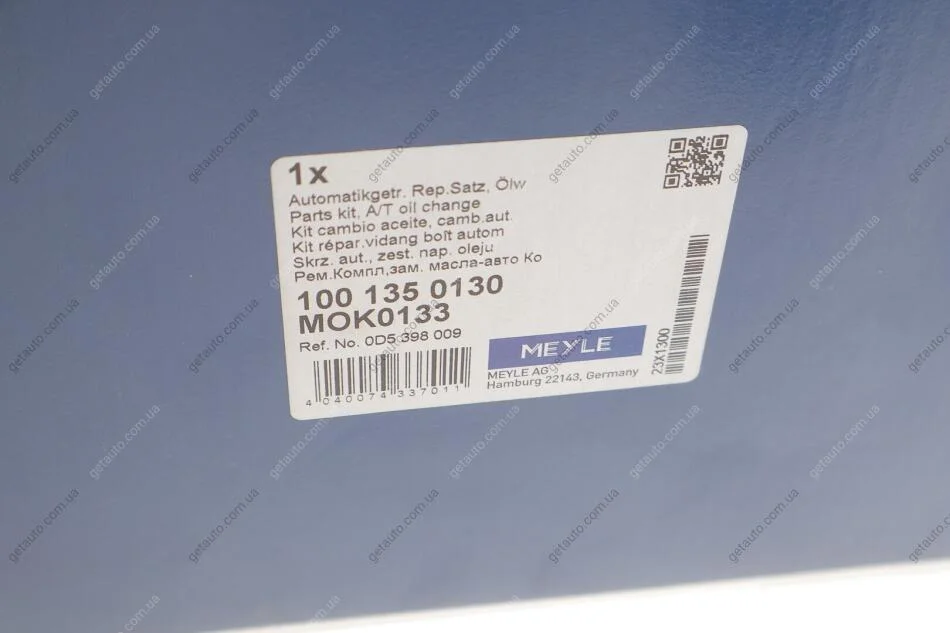 1x
Automatikgetr. Rep.Satz, Ölw
Parts kit, A/T oil change
Kit cambio aceite, camb.aut.
Kit répar.vidang boît autom
Skrz. aut., zest. nap. oleju
Рем.Компл,зам. масла-авто Ко
100 135 0130
MOK0133
Ref. No. 0D5 398 009
4 040074 337011
MEYLE
MEYLE AG
Hamburg 22143, Germany
23X1300
getauto.com.ua